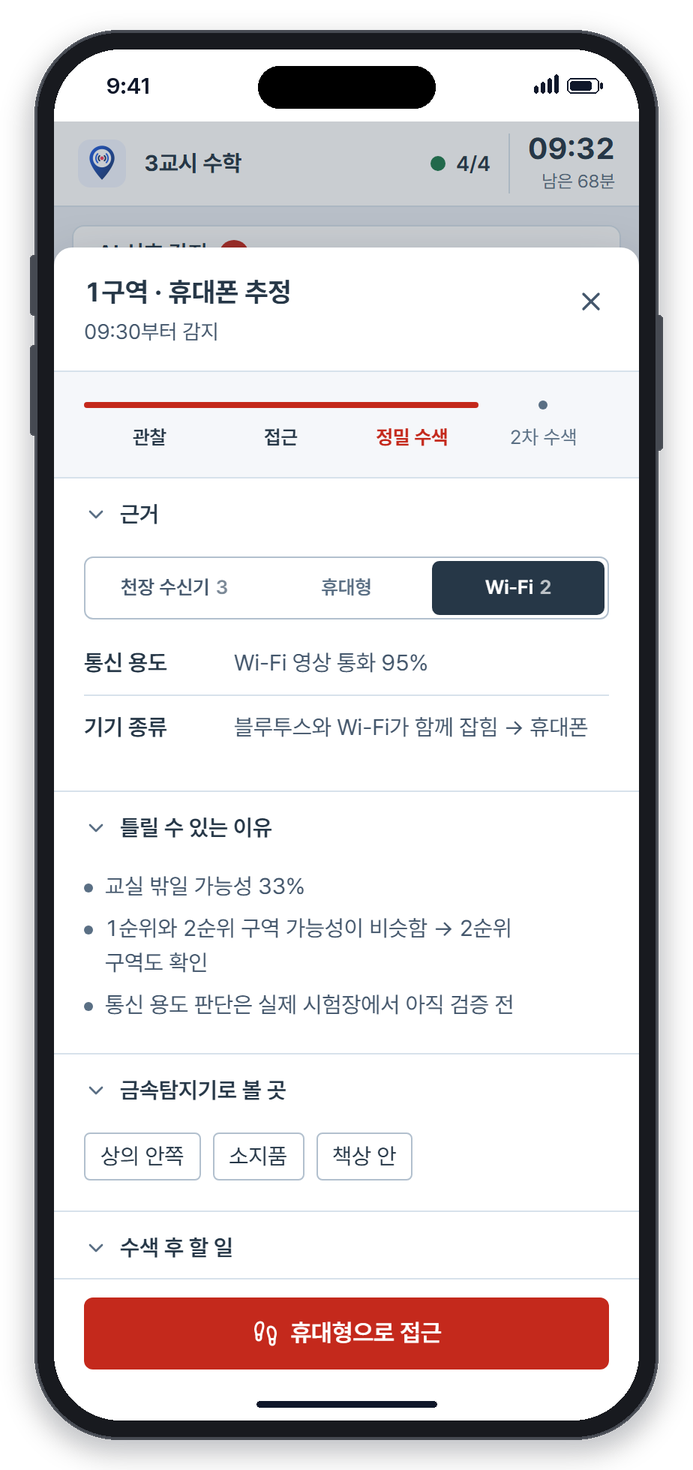 9:41
3교시 수학
4/4
09:32
남은 68분
1구역 · 휴대폰 추정
09:30부터 감지
관찰
접근
정밀 수색
2차 수색
근거
천장 수신기 3
휴대형
Wi-Fi 2
통신 용도
Wi-Fi 영상 통화 95%
기기 종류
블루투스와 Wi-Fi가 함께 잡힘 → 휴대폰
틀릴 수 있는 이유
교실 밖일 가능성 33%
1순위와 2순위 구역 가능성이 비슷함 → 2순위
구역도 확인
통신 용도 판단은 실제 시험장에서 아직 검증 전
금속탐지기로 볼 곳
상의 안쪽
소지품
책상 안
수색 후 할 일
휴대형으로 접근